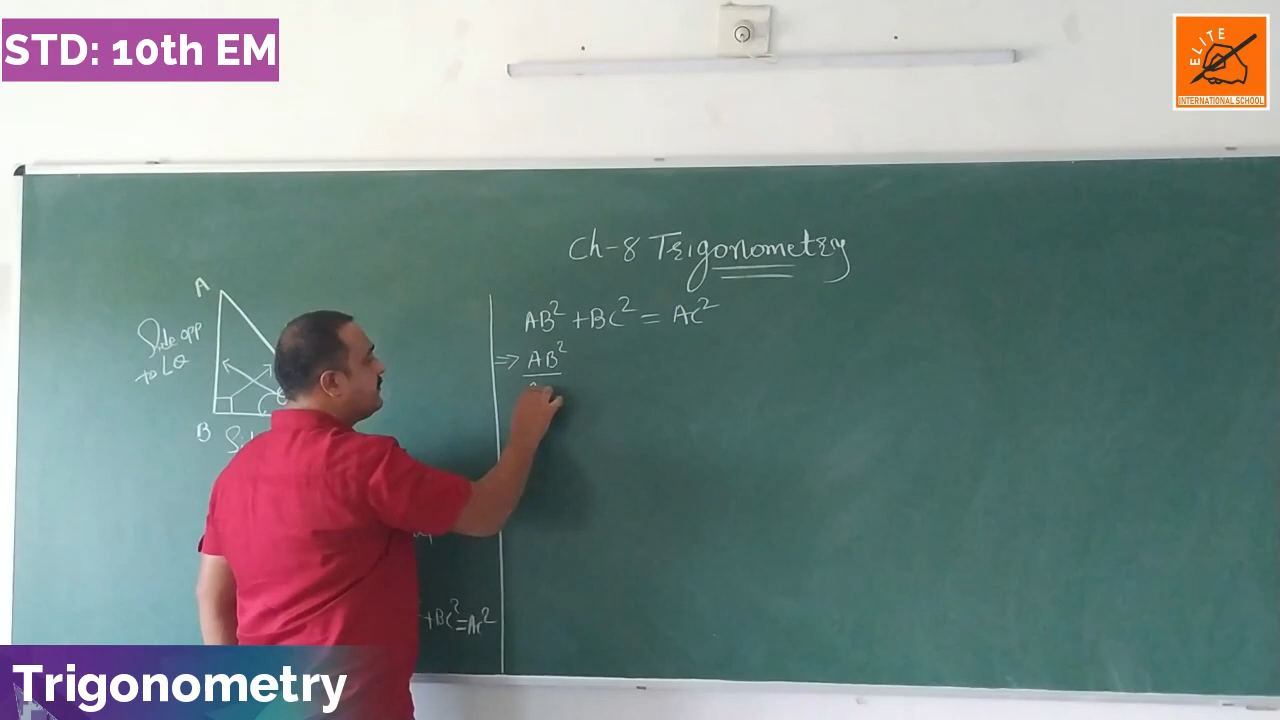 STD: 10th EM
ELITE
INTERNATIONAL SCHOOL
Ch-8 Trigonometry
A
Side opp
to ∠θ
B
AB² + BC² = AC²
⇒ AB²
+ BC² = AC²
Trigonometry